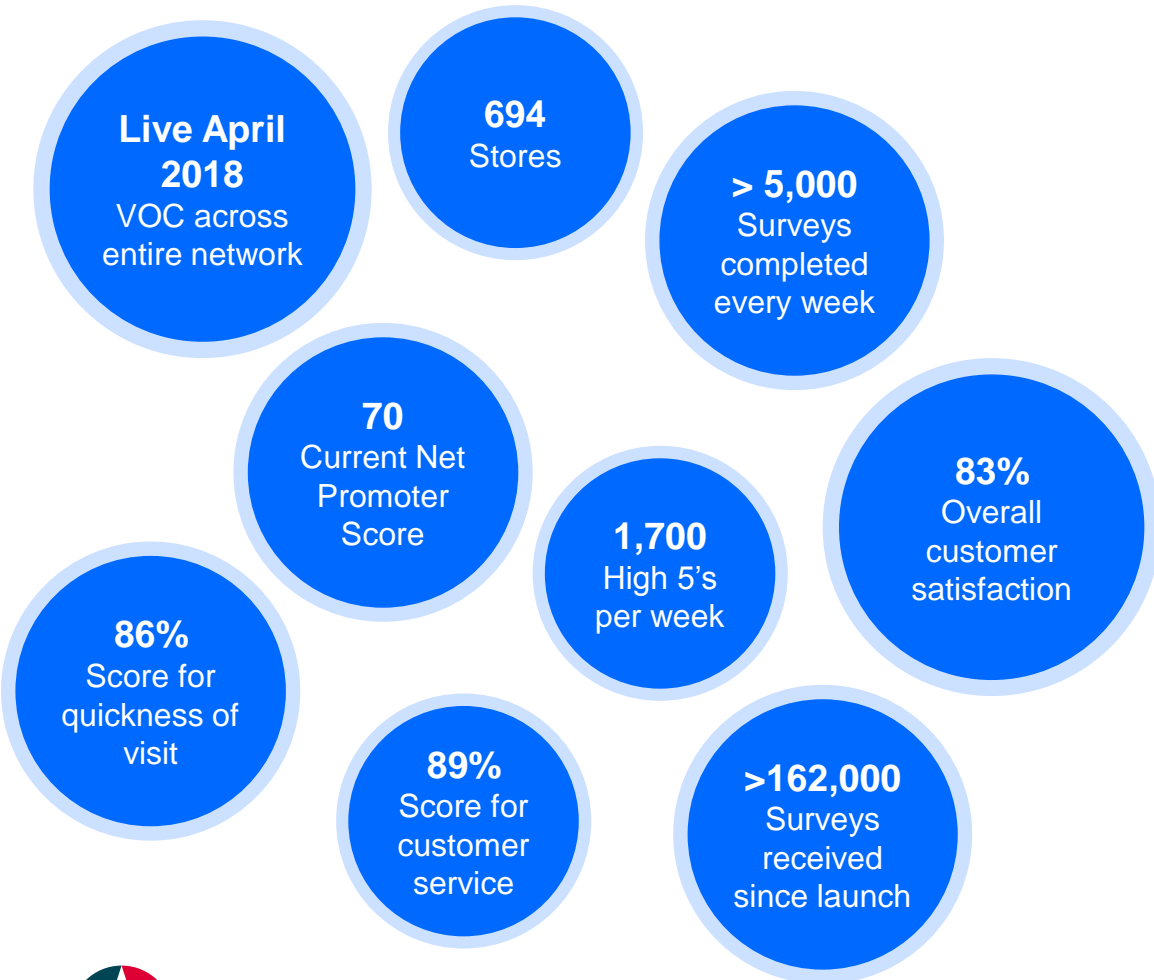 Live April
2018
VOC across
entire network
694
Stores
> 5,000
Surveys
completed
every week
70
Current Net
Promoter
Score
1,700
High 5’s
per week
83%
Overall
customer
satisfaction
86%
Score for
quickness of
visit
89%
Score for
customer
service
>162,000
Surveys
received
since launch